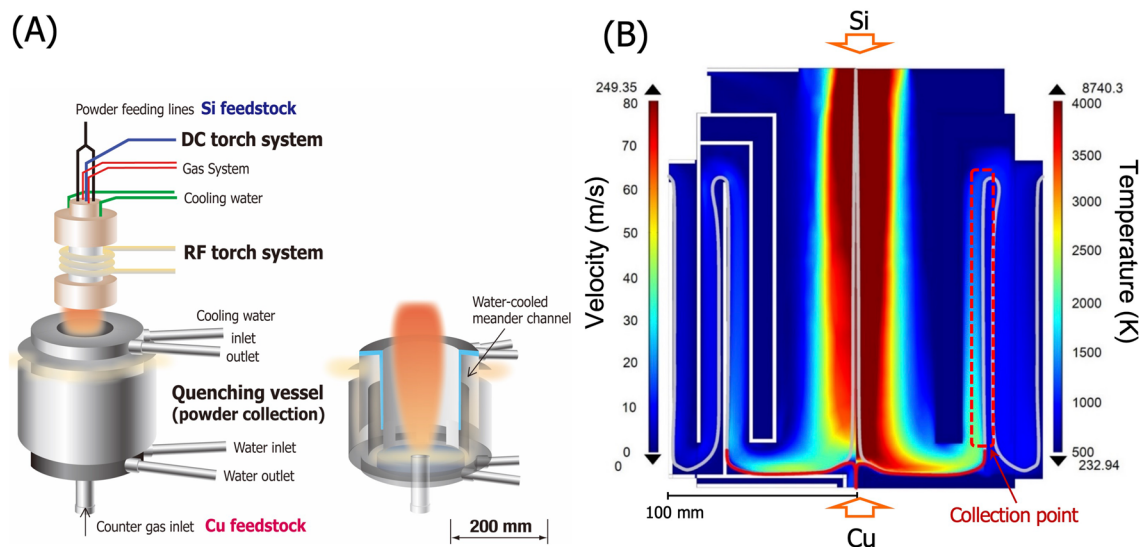 (A)
Powder feeding lines Si feedstock
DC torch system
Gas System
Cooling water
RF torch system
Cooling water
inlet
outlet
Quenching vessel
(powder collection)
Water inlet
Water outlet
Counter gas inlet Cu feedstock
Water-cooled
meander channel
200 mm
(B)
Si
249.35
80
70
60
50
40
30
20
10
0
0
Velocity (m/s)
8740.3
4000
3500
3000
2500
2000
1500
1000
500
232.94
Temperature (K)
100 mm
Collection point
Cu